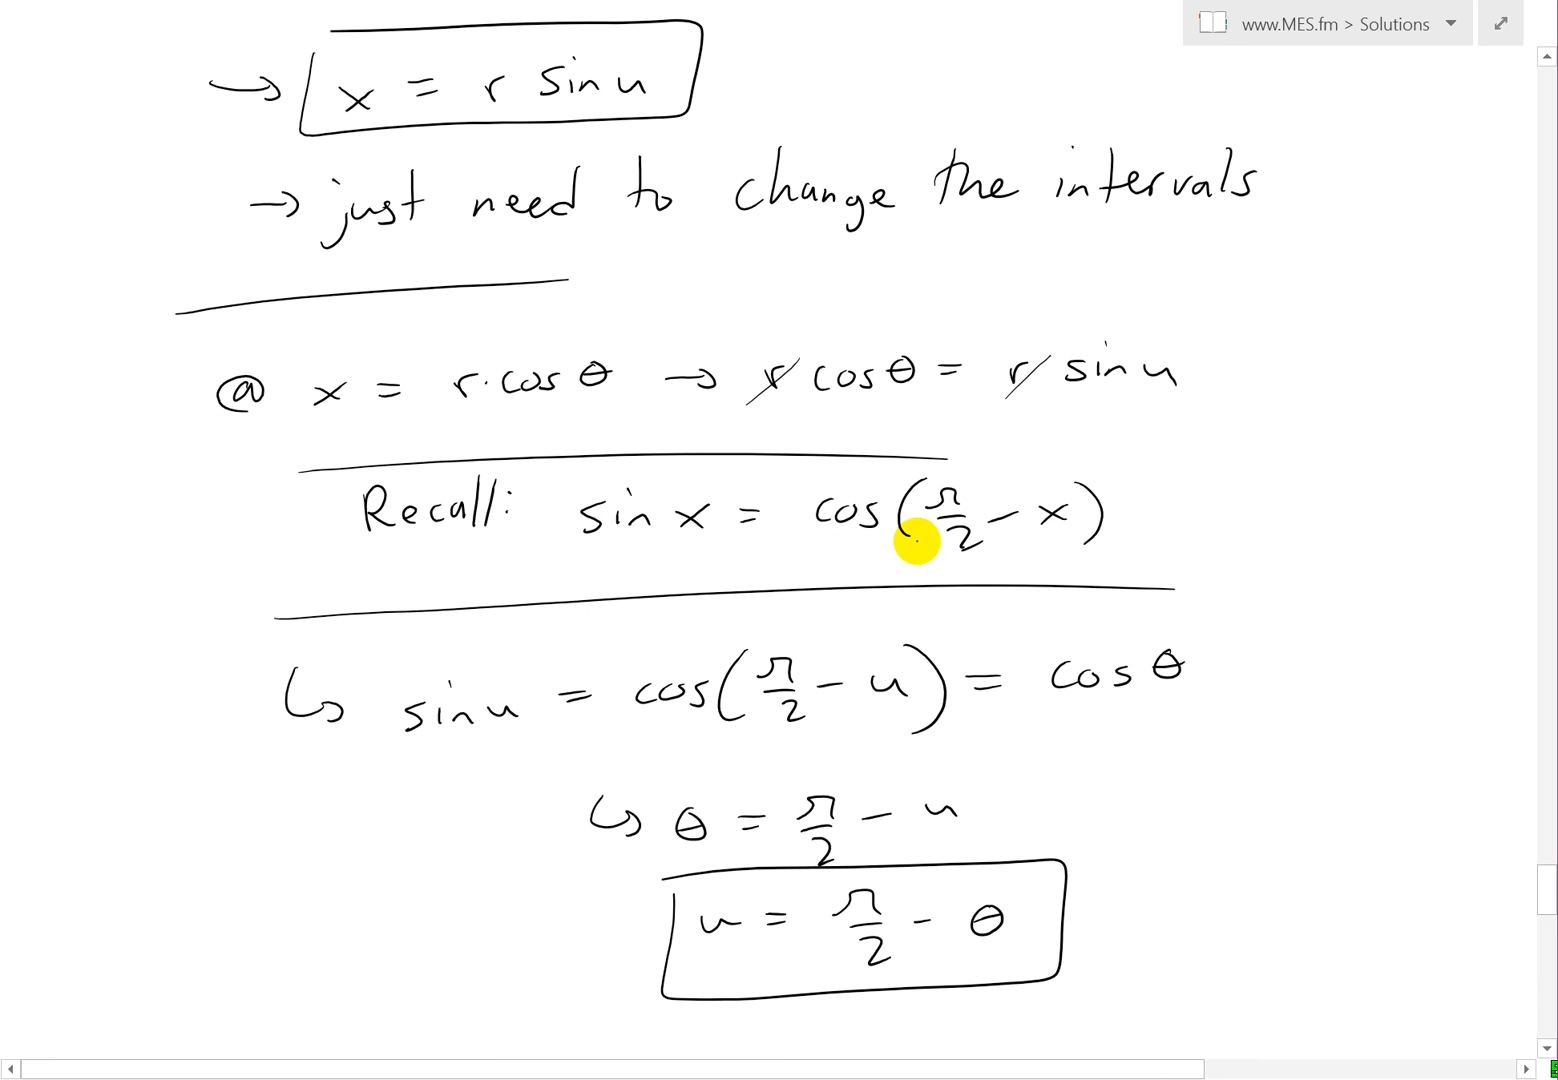 www.MES.fm > Solutions
→ x = r sin u
→ just need to change the intervals
@ x = r·cos θ → r cos θ = r sin u
Recall: sin x = cos(π/2 - x)
↳ sin u = cos(π/2 - u) = cos θ
↳ θ = π/2 - u
u = π/2 - θ